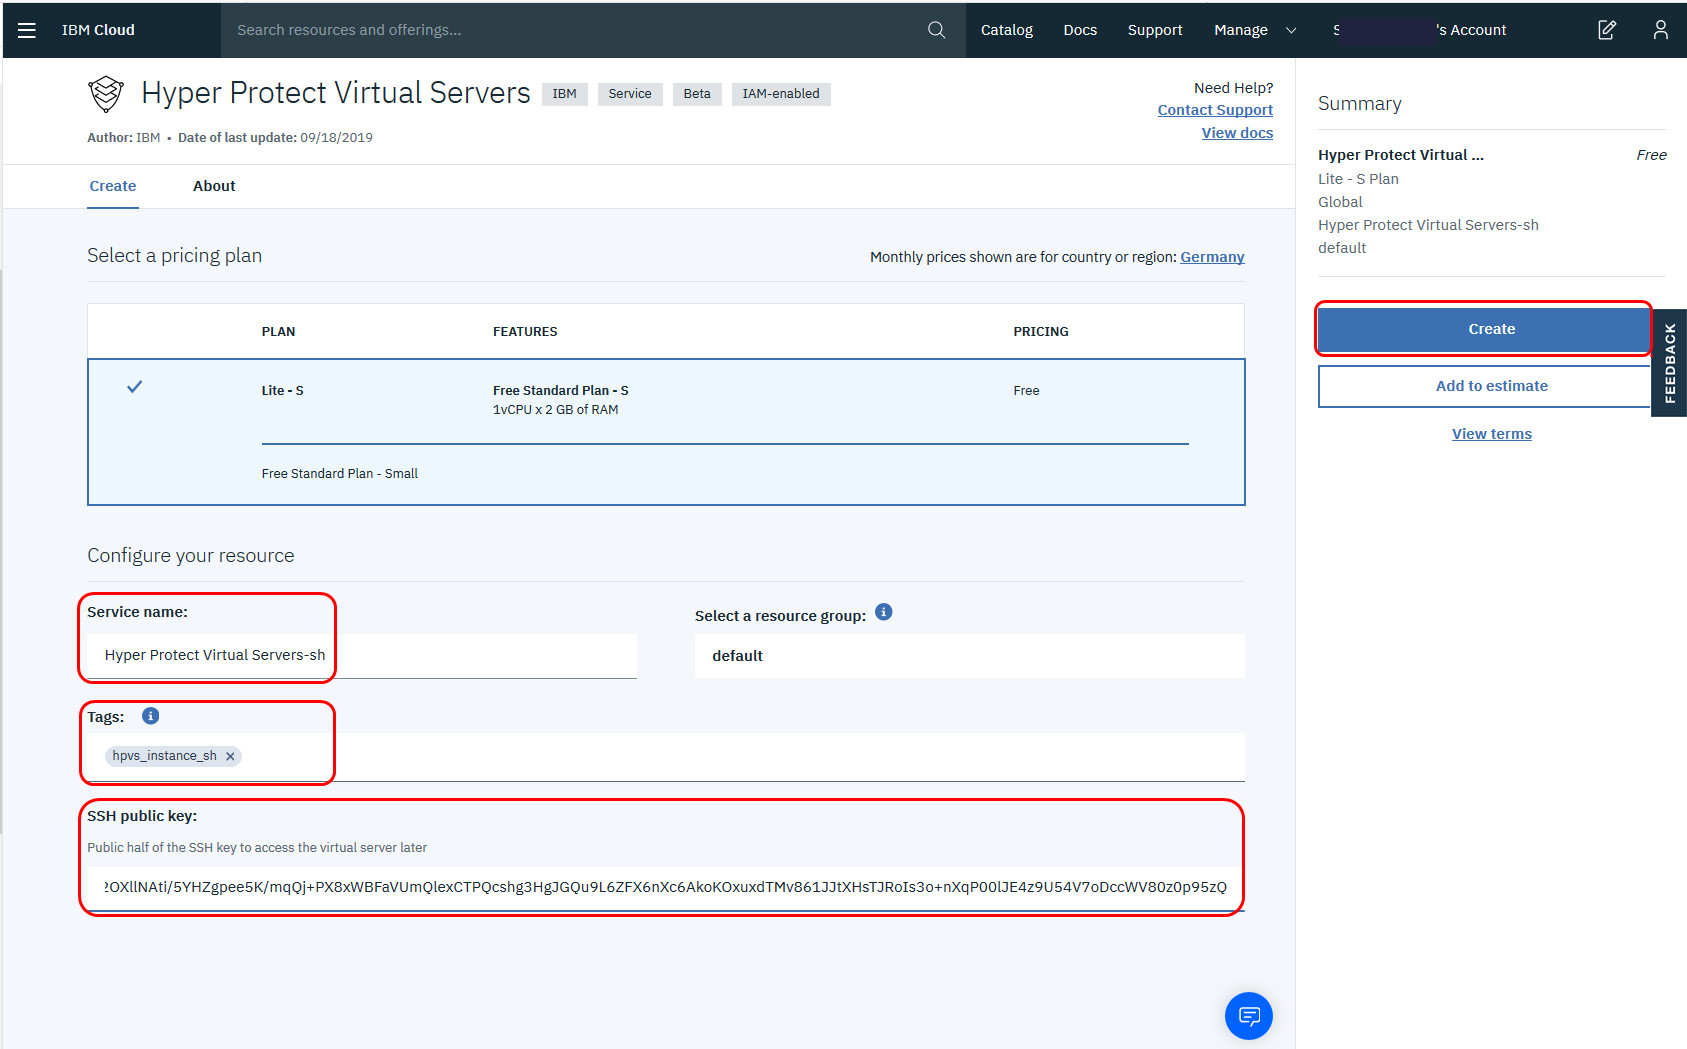 IBM Cloud
Search resources and offerings...
Catalog
Docs
Support
Manage
S 's Account
Hyper Protect Virtual Servers
IBM
Service
Beta
IAM-enabled
Author: IBM • Date of last update: 09/18/2019
Need Help?
Contact Support
View docs
Create
About
Select a pricing plan
Monthly prices shown are for country or region: Germany
PLAN FEATURES PRICING
Lite - S Free Standard Plan - S Free
1vCPU x 2 GB of RAM
Free Standard Plan - Small
Configure your resource
Service name:
Hyper Protect Virtual Servers-sh
Select a resource group:
default
Tags:
hpvs_instance_sh
SSH public key:
Public half of the SSH key to access the virtual server later
2OXllNAti/5YHZgpee5K/mqQj+PX8xWBFaVUmQlexCTPQcshg3HgJGQu9L6ZFX6nXc6AkoKOxuxdTMv861JJtXHsTJRoIs3o+nXqP00lJE4z9U54V7oDccWV80z0p95zQ
Summary
Hyper Protect Virtual ... Free
Lite - S Plan
Global
Hyper Protect Virtual Servers-sh
default
Create
Add to estimate
View terms
FEEDBACK